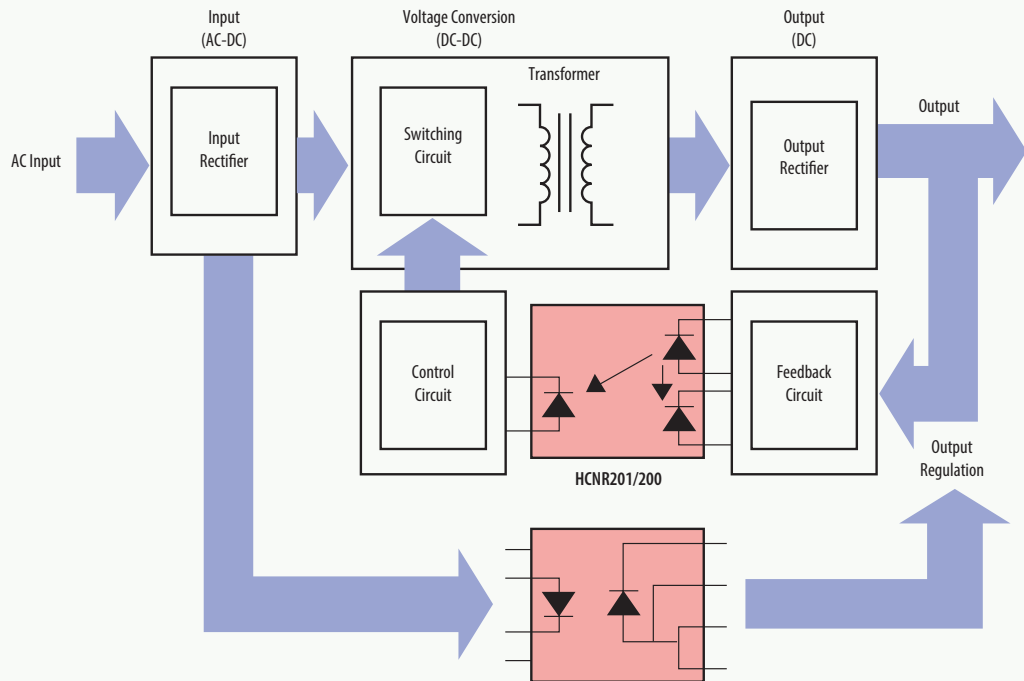 Input
(AC-DC)
Voltage Conversion
(DC-DC)
Output
(DC)
Transformer
AC Input
Input
Rectifier
Switching
Circuit
Output
Rectifier
Output
Control
Circuit
Feedback
Circuit
HCNR201/200
Output
Regulation